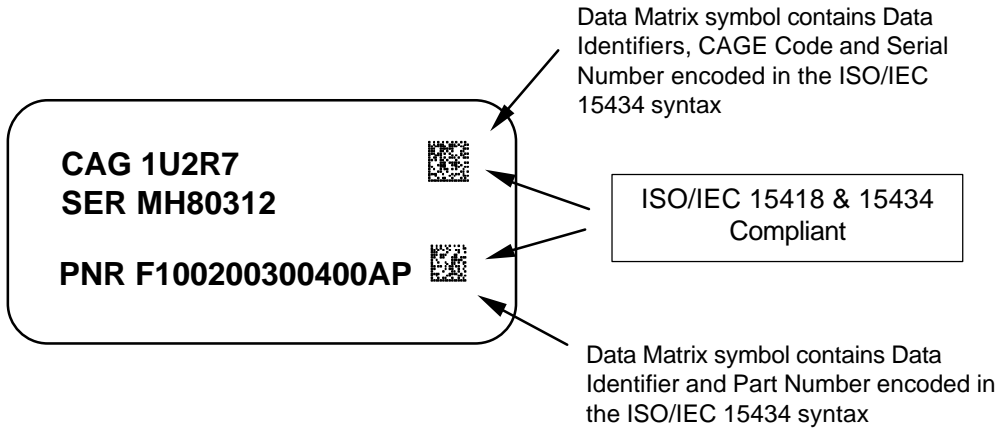 Data Matrix symbol contains Data
Identifiers, CAGE Code and Serial
Number encoded in the ISO/IEC
15434 syntax
CAG 1U2R7
SER MH80312
ISO/IEC 15418 & 15434
Compliant
PNR F100200300400AP
Data Matrix symbol contains Data
Identifier and Part Number encoded in
the ISO/IEC 15434 syntax